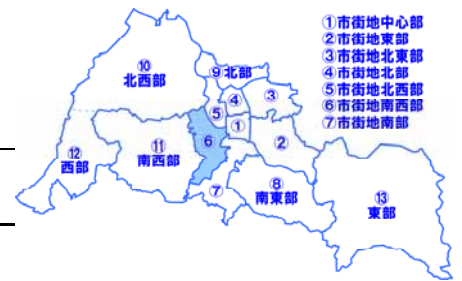 ①市街地中心部
②市街地東部
③市街地北東部
④市街地北部
⑤市街地北西部
⑥市街地南西部
⑦市街地南部
⑩
北西部
⑨北部
③
④
⑤
①
⑥
②
⑪
南西部
⑫
西部
⑦
⑧
南東部
⑬
東部